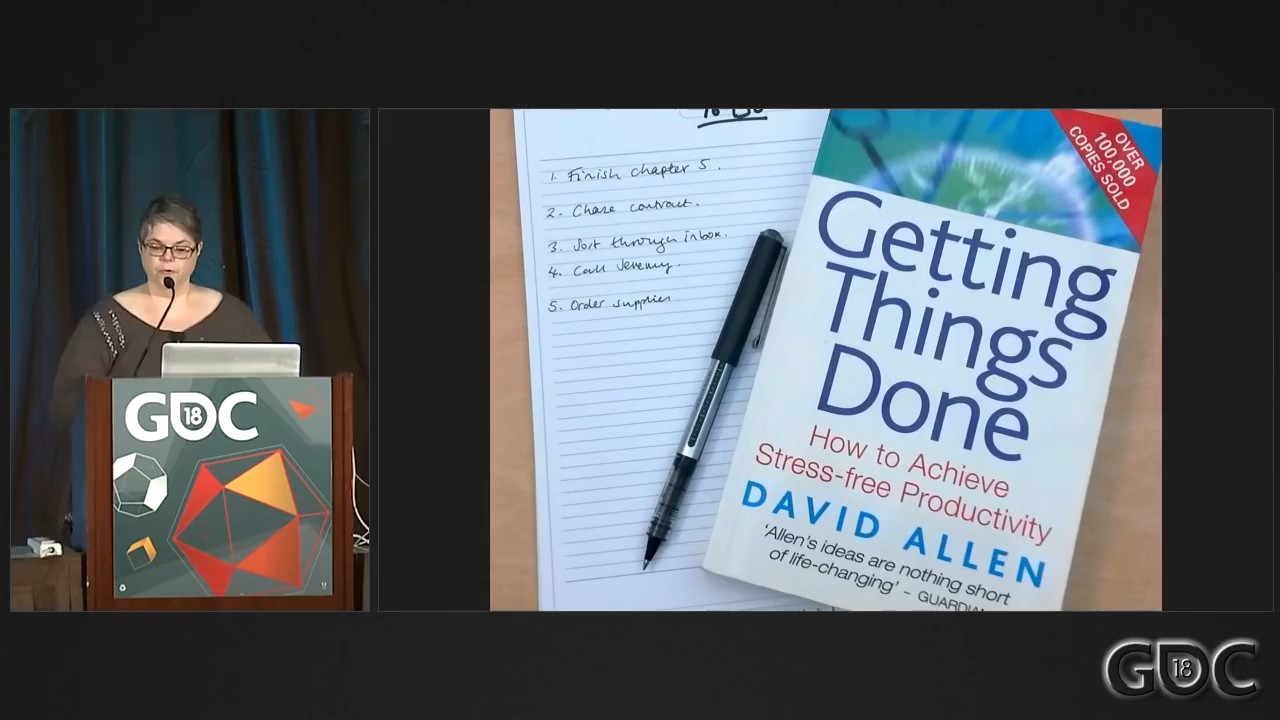 GDC
18
To Do
1. Finish chapter 5.
2. Chase contract.
3. Sort through inbox.
4. Call Jeremy.
5. Order supplies
OVER
100,000
COPIES SOLD
Getting
Things
Done
How to Achieve
Stress-free Productivity
DAVID ALLEN
'Allen's ideas are nothing short
of life-changing' – GUARDIAN
GDC
18